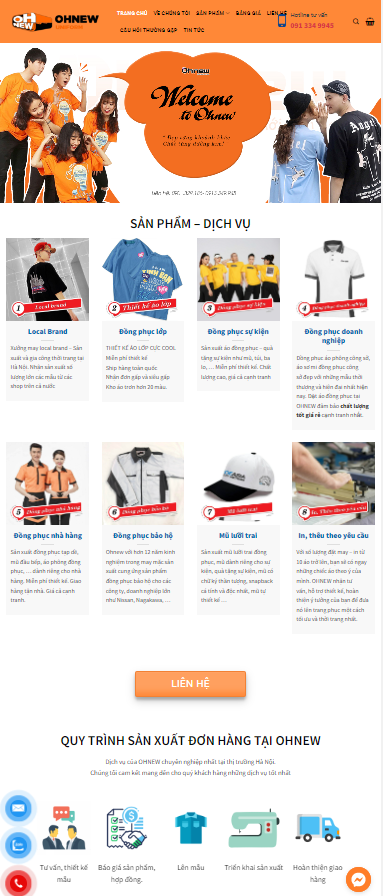 OHNEW
OHNEW
TRANG CHỦ
VỀ CHÚNG TÔI
SẢN PHẨM
BẢNG GIÁ
LIÊN HỆ
CÂU HỎI THƯỜNG GẶP
TIN TỨC
Hotline tư vấn
091 334 9943
Ohnew
Welcome
to Ohnew
SẢN PHẨM – DỊCH VỤ
1 Local brand
2 Thiết kế áo lớp
3 Đồng phục sự kiện
4 Đồng phục doanh nghiệp
Local Brand
Xưởng may local brand – Sản
xuất và gia công thời trang tại
Hà Nội. Nhận sản xuất số
lượng lớn các mẫu từ các
shop trên cả nước
Đồng phục lớp
THIẾT KẾ ÁO LỚP CỰC COOL
Miễn phí thiết kế
Ship hàng toàn quốc
Nhận đơn gấp và siêu gấp
Kho áo trơn hơn 20 màu.
Đồng phục sự kiện
Sản xuất áo đồng phục – quà
tặng sự kiện như mũ, túi, ba
lo, … Miễn phí thiết kế. Chất
lượng cao, giá cả cạnh tranh
Đồng phục doanh
nghiệp
Đồng phục áo phông công sở,
áo sơ mi đồng phục công
sở đẹp với những mẫu thời
thượng và hiện đại nhất hiện
nay. Đặt áo đồng phục tại
OHNEW đảm bảo chất lượng
tốt giá rẻ cạnh tranh nhất.
5 Đồng phục nhà hàng
6 Đồng phục bảo hộ
7 Mũ lưỡi trai
8 In, thêu theo yêu cầu
Đồng phục nhà hàng
Sản xuất đồng phục tạp dề,
mũ đầu bếp, áo phông đồng
phục, … dành riêng cho nhà
hàng. Miễn phí thiết kế. Giao
hàng tận nhà. Giá cả cạnh
tranh.
Đồng phục bảo hộ
Ohnew với hơn 12 năm kinh
nghiệm trong may mặc sản
xuất cung ứng sản phẩm
đồng phục bảo hộ cho các
công ty, doanh nghiệp lớn
như Nissan, Nagakawa, …
Mũ lưỡi trai
Sản xuất mũ lưỡi trai đồng
phục, mũ dành riêng cho sự
kiện, quà tặng sự kiện, mũ có
chữ ký thần tượng, snapback
cá tính và độc nhất, mũ tự
thiết kế …
In, thêu theo yêu cầu
Với số lượng đặt may – in từ
10 áo trở lên, bạn sẽ có ngay
những chiếc áo theo ý của
mình. OHNEW nhận tư
vấn, hỗ trợ thiết kế, hoàn
thiện ý tưởng của bạn để đưa
nó lên trang phục một cách
tối ưu và thời trang nhất.
LIÊN HỆ
QUY TRÌNH SẢN XUẤT ĐƠN HÀNG TẠI OHNEW
Dịch vụ của OHNEW chuyên nghiệp nhất tại thị trường Hà Nội.
Chúng tôi cam kết mang đến cho quý khách hàng những dịch vụ tốt nhất
Tư vấn, thiết kế
mẫu
Báo giá sản phẩm,
hợp đồng.
Lên mẫu
Triển khai sản xuất
Hoàn thiện giao
hàng